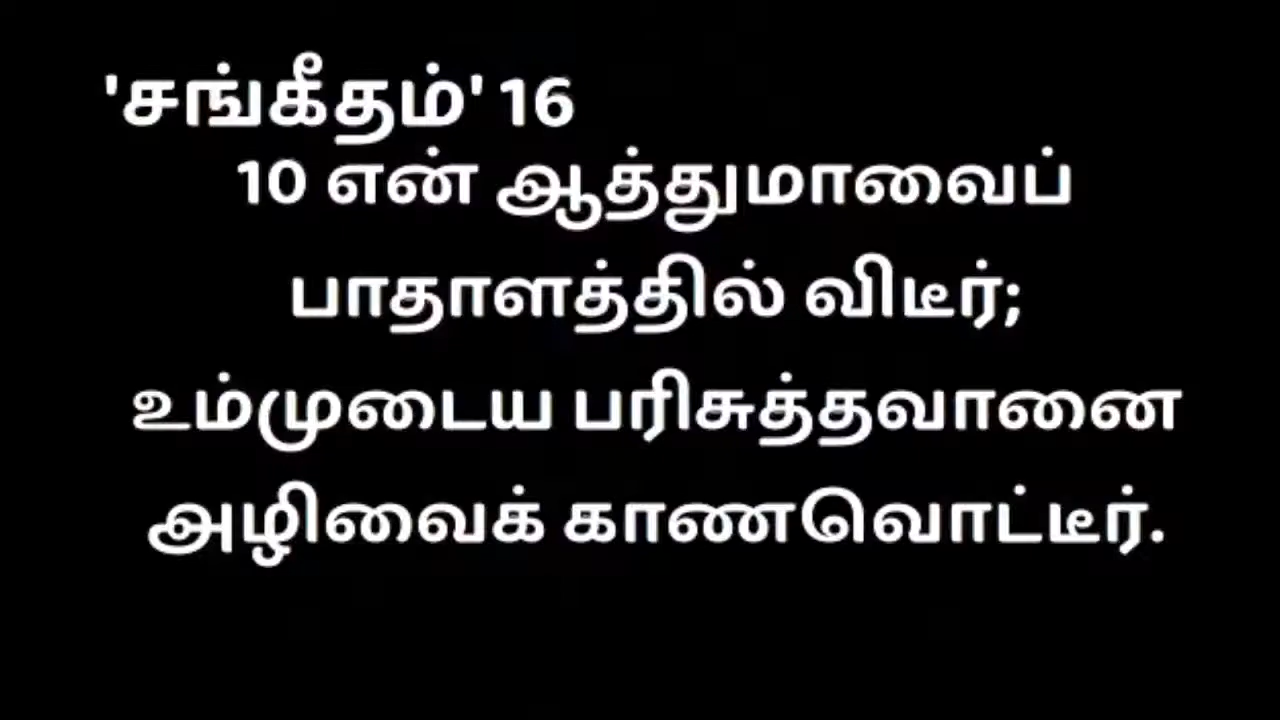 'சங்கீதம்' 16
10 என் ஆத்துமாவைப்
பாதாளத்தில் விடீர்;
உம்முடைய பரிசுத்தவானை
அழிவைக் காணவொட்டீர்.